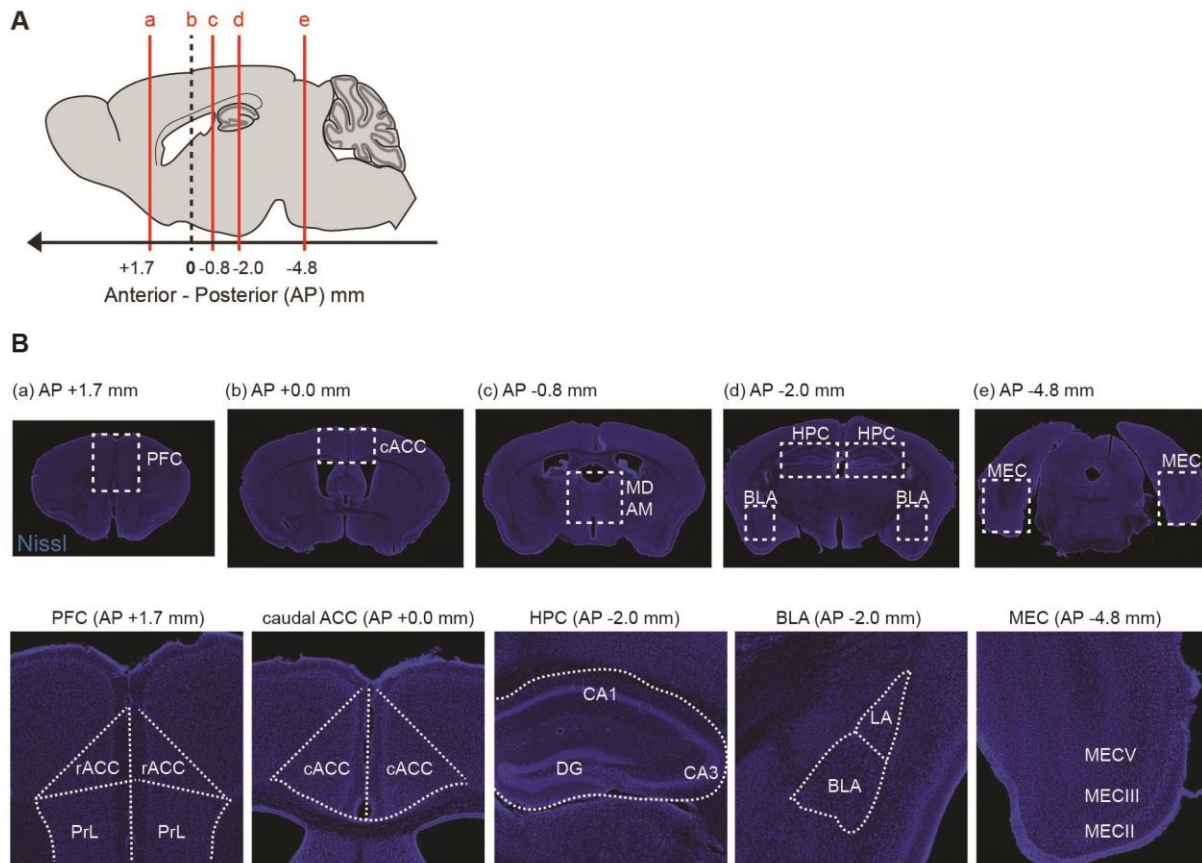 A
a b c d e
+1.7 0 -0.8 -2.0 -4.8
Anterior - Posterior (AP) mm
B
(a) AP +1.7 mm (b) AP +0.0 mm (c) AP -0.8 mm (d) AP -2.0 mm (e) AP -4.8 mm
PFC
Nissl
cACC
MD
AM
HPC HPC
BLA BLA
MEC MEC
PFC (AP +1.7 mm) caudal ACC (AP +0.0 mm) HPC (AP -2.0 mm) BLA (AP -2.0 mm) MEC (AP -4.8 mm)
rACC rACC
PrL PrL
cACC cACC
CA1
DG CA3
LA
BLA
MECV
MECIII
MECII